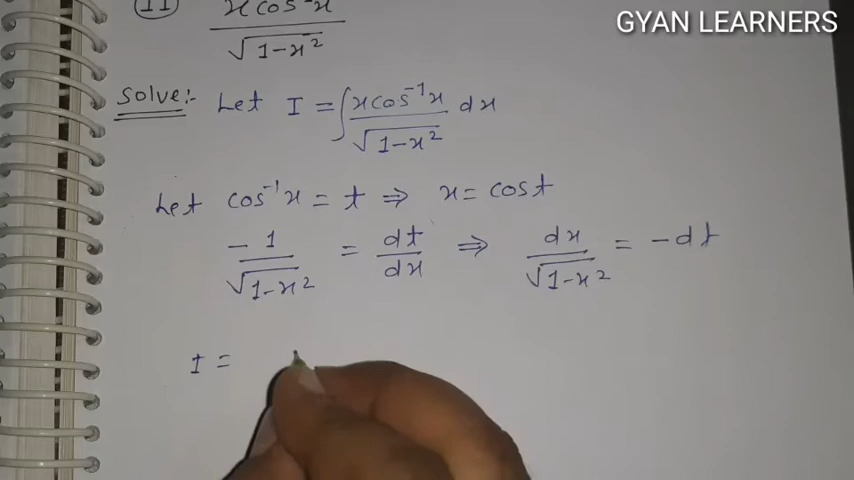 GYAN LEARNERS
11 x cos⁻¹x / √1-x²
Solve:- Let I = ∫ x cos⁻¹x / √1-x² dx
Let cos⁻¹x = t ⇒ x = cos t
- 1 / √1-x² = dt / dx ⇒ dx / √1-x² = -dt
I =